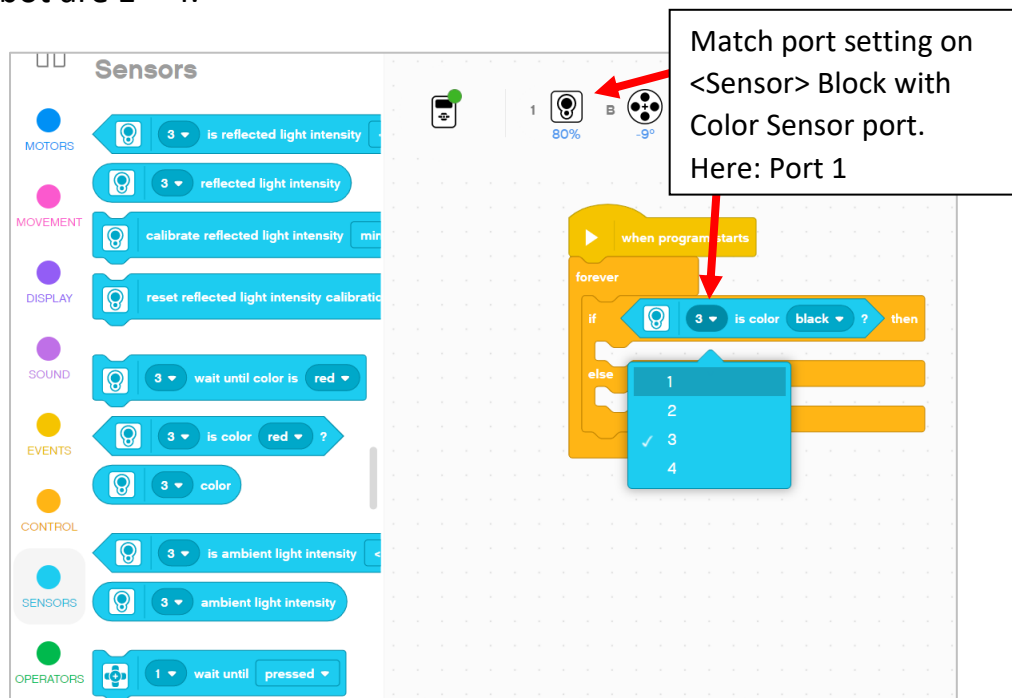 Match port setting on
<Sensor> Block with
Color Sensor port.
Here: Port 1
Sensors
1
80%
B
-9°
MOTORS
3 is reflected light intensity
3 reflected light intensity
MOVEMENT
calibrate reflected light intensity
DISPLAY
reset reflected light intensity
SOUND
3 wait until color is red
EVENTS
3 is color red ?
3 color
CONTROL
3 is ambient light intensity <
SENSORS
3 ambient light intensity
OPERATORS
1 wait until pressed
when program starts
forever
if 3 is color black ? then
1
2
✓ 3
4
else